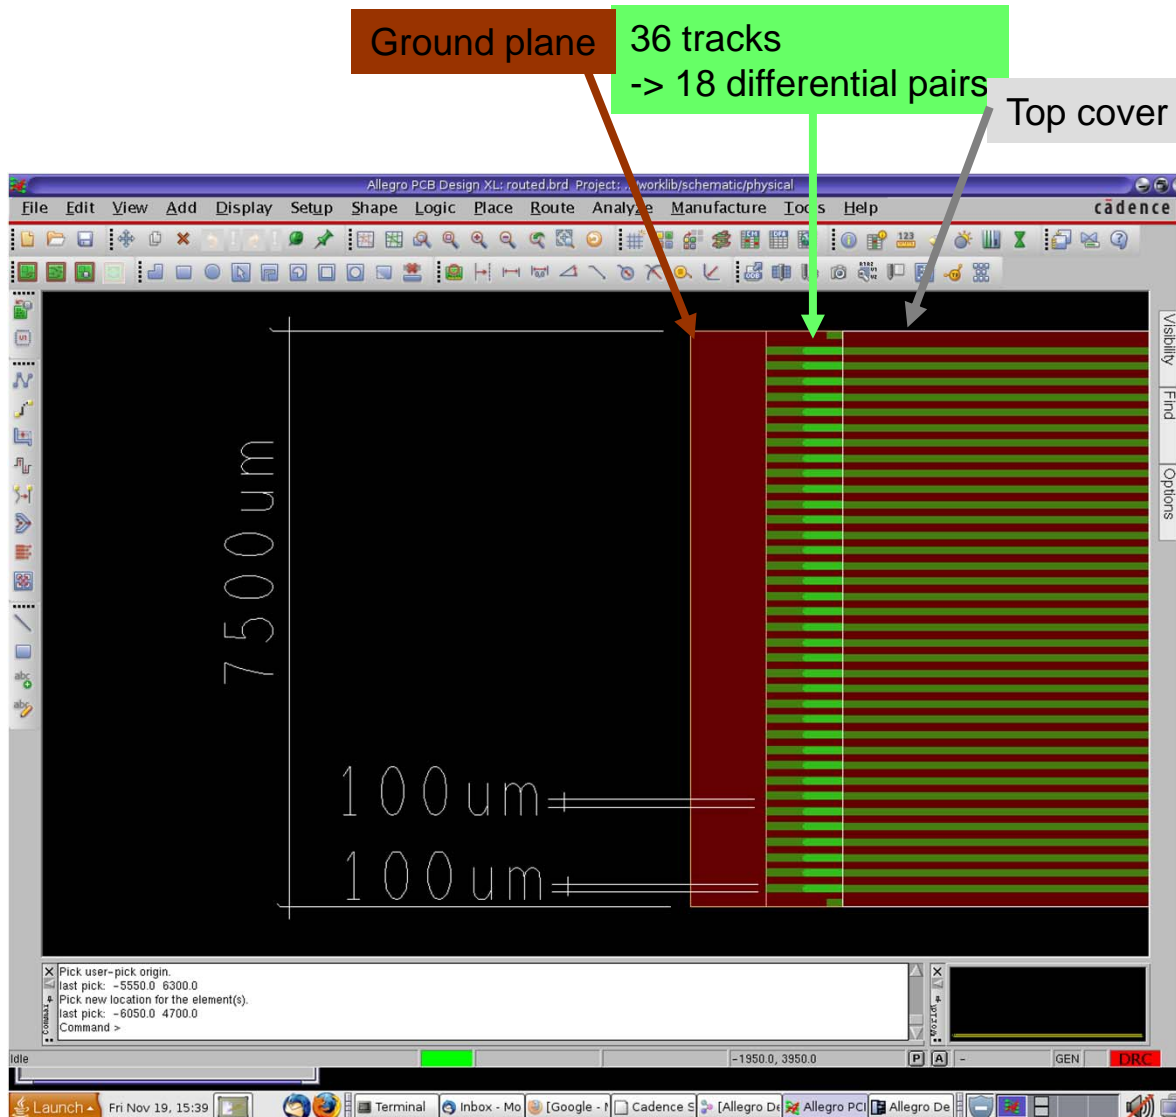 Ground plane
36 tracks
-> 18 differential pairs
Top cover
Allegro PCB Design XL: routed.brd Project:
worklib/schematic/physical
File Edit View Add Display Setup Shape Logic Place Route Analyze Manufacture Tools Help
cādence
Visibility
Find
Options
7500um
100um
100um
Pick user-pick origin.
last pick: -5550.0 6300.0
Pick new location for the element(s).
last pick: -6050.0 4700.0
Command >
Idle
-1950.0, 3950.0
P
A
-
GEN
DRC
Launch
Fri Nov 19, 15:39
Terminal
Inbox - Mo
[Google -
Cadence S
[Allegro De
Allegro PCI
Allegro De